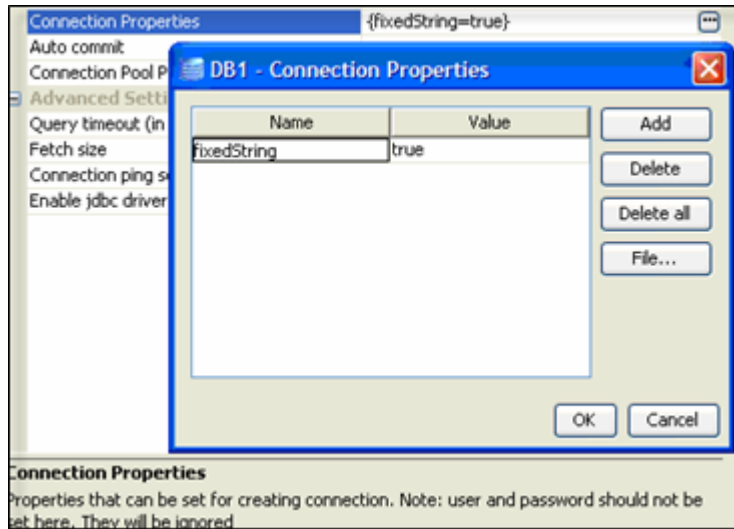 Connection Properties {fixedString=true}
Auto commit
Connection Pool P
Advanced Setti
Query timeout (in
Fetch size
Connection ping s
Enable jdbc driver
DB1 - Connection Properties
Name Value
fixedString true
Add
Delete
Delete all
File...
OK Cancel
Connection Properties
Properties that can be set for creating connection. Note: user and password should not be
set here. They will be ignored